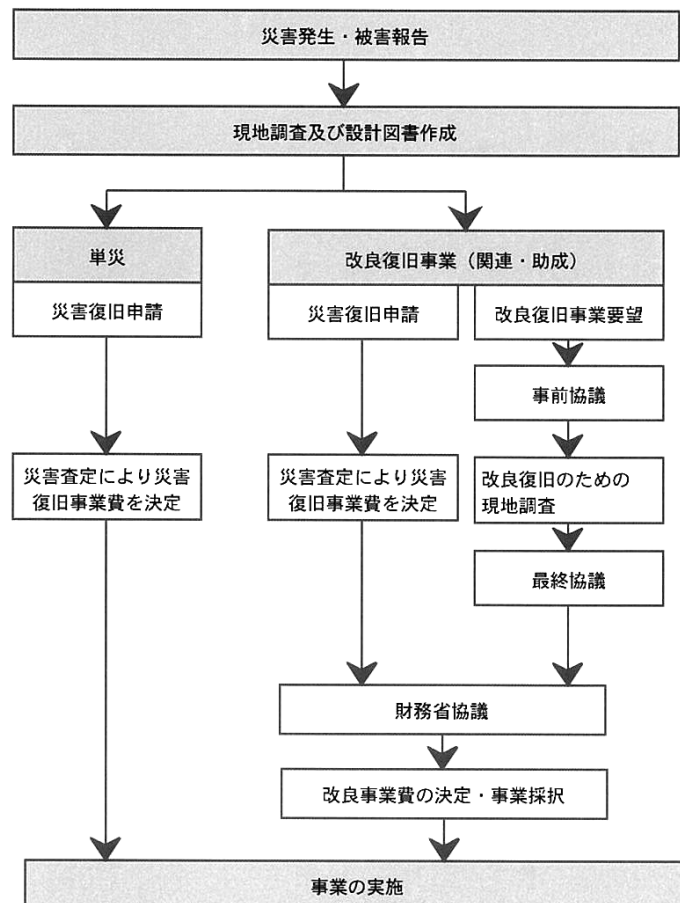 災害発生・被害報告
現地調査及び設計図書作成
単災
災害復旧申請
災害査定により災害
復旧事業費を決定
改良復旧事業（関連・助成）
災害復旧申請
災害査定により災害
復旧事業費を決定
改良復旧事業要望
事前協議
改良復旧のための
現地調査
最終協議
財務省協議
改良事業費の決定・事業採択
事業の実施